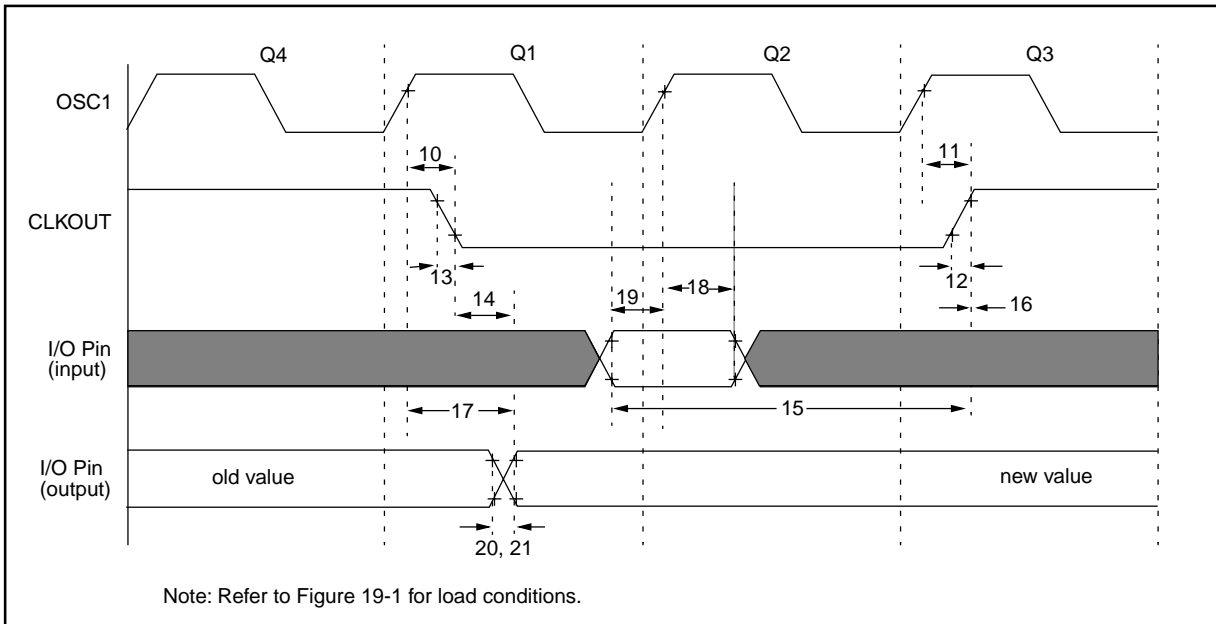 Q4
Q1
Q2
Q3
OSC1
10
11
CLKOUT
13
12
14
19
18
16
I/O Pin
(input)
17
15
I/O Pin
(output)
old value
new value
20, 21
Note: Refer to Figure 19-1 for load conditions.